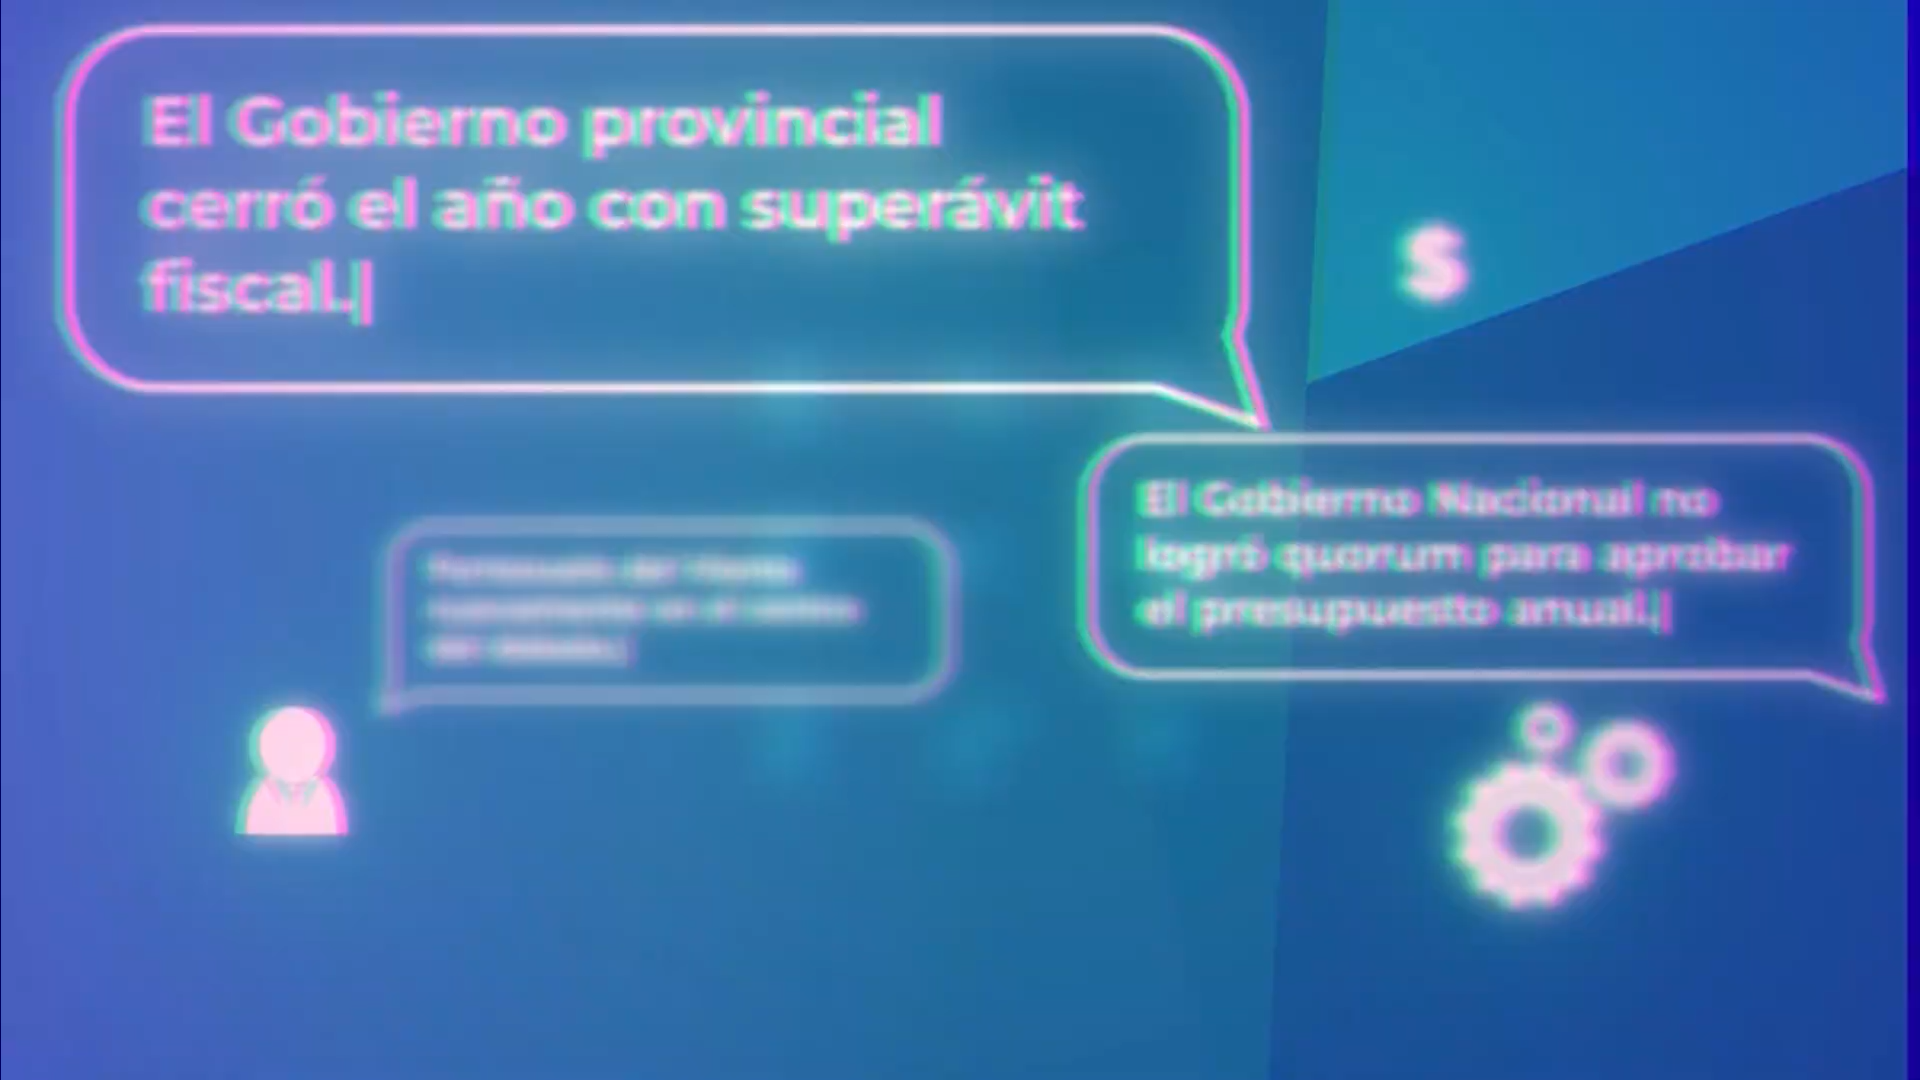 El Gobierno provincial
cerró el año con superávit
fiscal.
S
El Gobierno Nacional no
logró quorum para aprobar
el presupuesto anual.